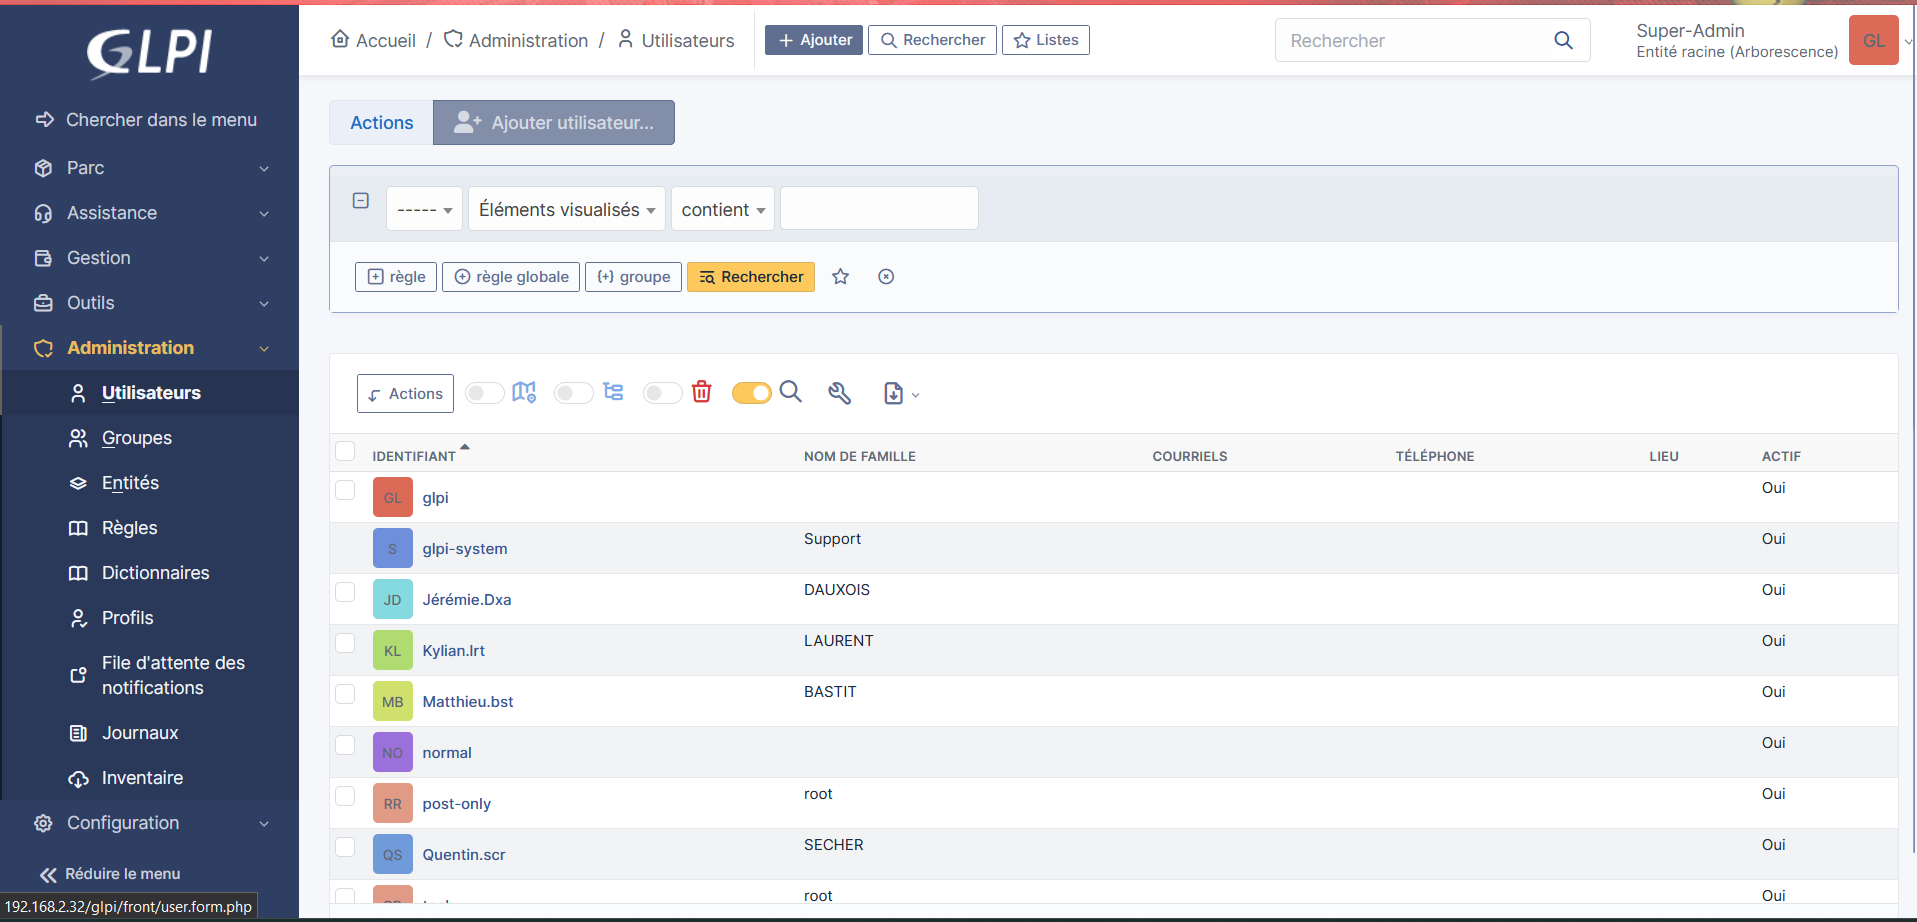 GLPI
Chercher dans le menu
Parc
Assistance
Gestion
Outils
Administration
Utilisateurs
Groupes
Entités
Règles
Dictionnaires
Profils
File d'attente des
notifications
Journaux
Inventaire
Configuration
Réduire le menu
192.168.2.32/glpi/front/user.form.php
Accueil / Administration / Utilisateurs
Ajouter Rechercher Listes
Rechercher
Super-Admin
Entité racine (Arborescence)
GL
Actions Ajouter utilisateur...
----- Éléments visualisés contient
règle règle globale (+) groupe Rechercher
Actions
IDENTIFIANT NOM DE FAMILLE COURRIELS TÉLÉPHONE LIEU ACTIF
GL glpi Oui
S glpi-system Support Oui
JD Jérémie.Dxa DAUXOIS Oui
KL Kylian.lrt LAURENT Oui
MB Matthieu.bst BASTIT Oui
NO normal Oui
RR post-only root Oui
QS Quentin.scr SECHER Oui
root Oui